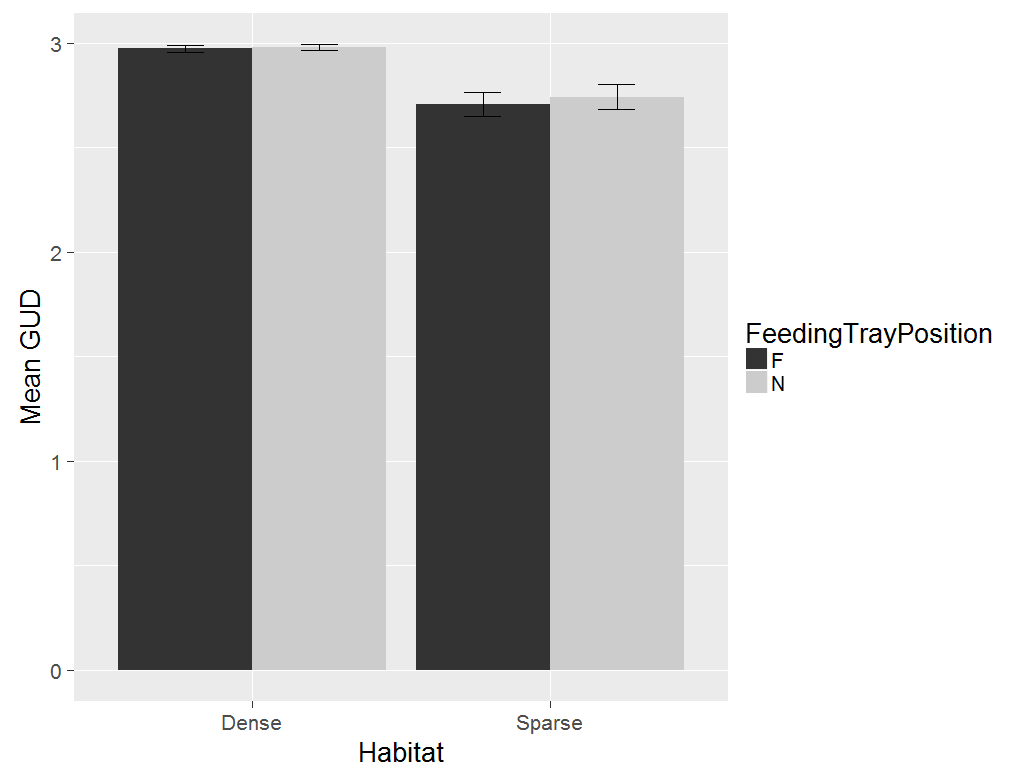 3
2
1
0
Mean GUD
Dense
Sparse
Habitat
FeedingTrayPosition
F
N